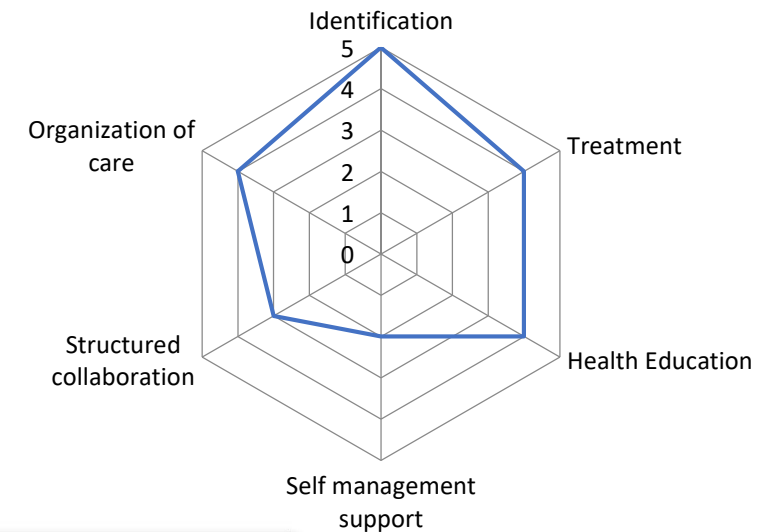 Identification
5
4
3
2
1
0
Organization of
care
Treatment
Structured
collaboration
Health Education
Self management
support